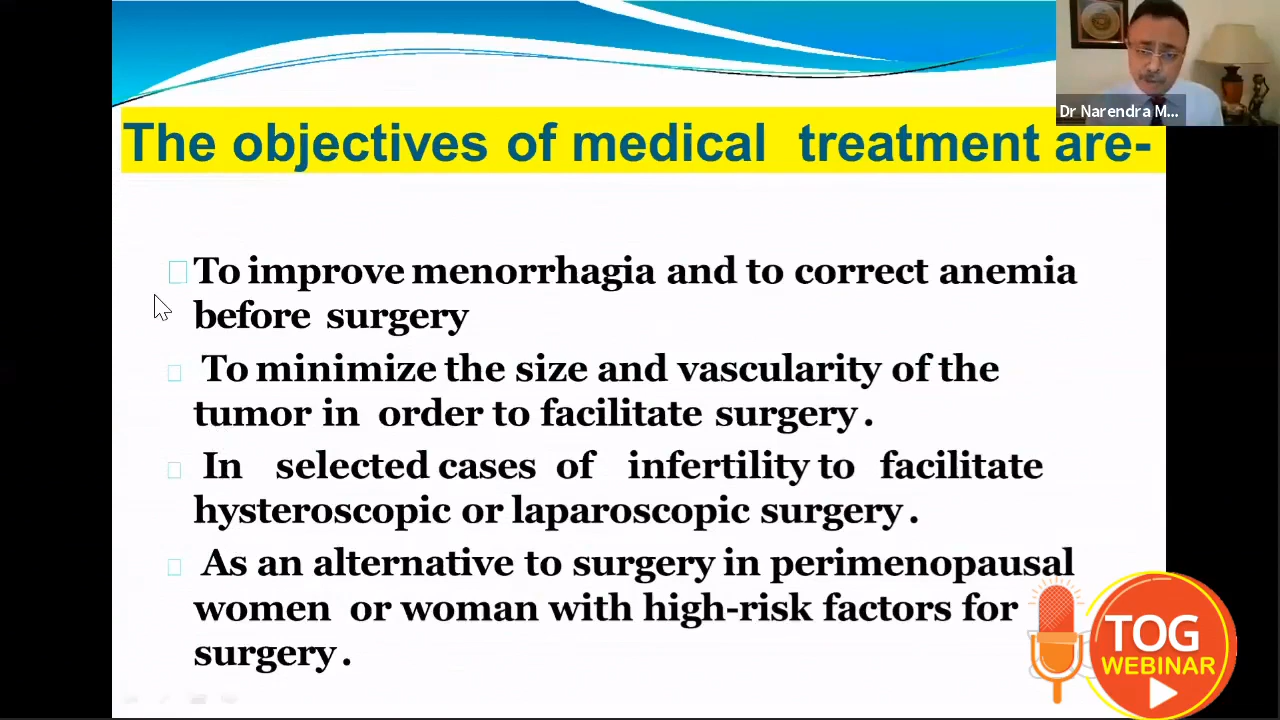 The objectives of medical treatment are-
Dr Narendra M...
To improve menorrhagia and to correct anemia
before surgery
To minimize the size and vascularity of the
tumor in order to facilitate surgery.
In selected cases of infertility to facilitate
hysteroscopic or laparoscopic surgery.
As an alternative to surgery in perimenopausal
women or woman with high-risk factors for
surgery.
TOG
WEBINAR